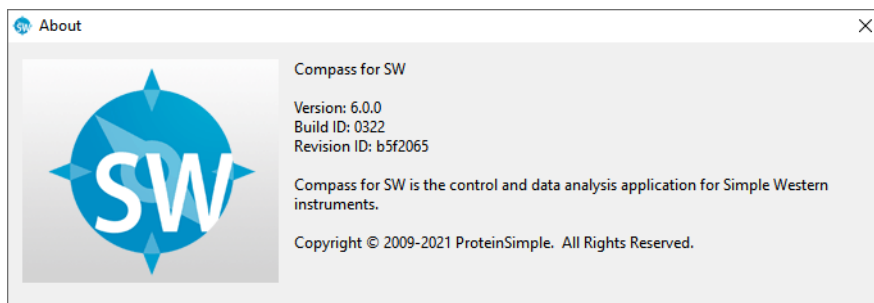 About
Compass for SW
Version: 6.0.0
Build ID: 0322
Revision ID: b5f2065
Compass for SW is the control and data analysis application for Simple Western
instruments.
Copyright © 2009-2021 ProteinSimple.  All Rights Reserved.
SW